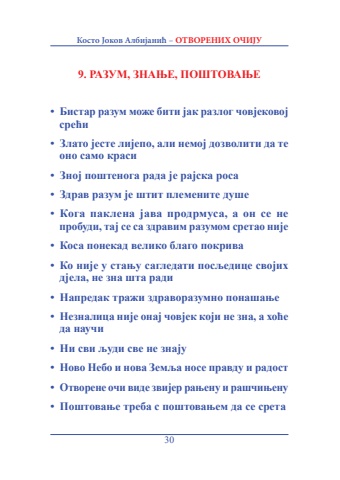 Косто Јоков Албијанић – ОТВОРЕНИХ ОЧИЈУ
9. РАЗУМ, ЗНАЊЕ, ПОШТОВАЊЕ
• Бистар разум може бити јак разлог човјековој
срећи
• Злато јесте лијепо, али немој дозволити да те
оно само краси
• Зној поштенога рада је рајска роса
• Здрав разум је штит племените душе
• Кога паклена јава продрмуса, а он се не
пробуди, тај се са здравим разумом сретао није
• Коса понекад велико благо покрива
• Ко није у стању сагледати посљедице својих
дјела, не зна шта ради
• Напредак тражи здраворазумно понашање
• Незналица није онај човјек који не зна, а хоће
да научи
• Ни сви људи све не знају
• Ново Небо и нова Земља носе правду и радост
• Отворене очи виде звијер рањену и рашчињену
• Поштовање треба с поштовањем да се срета
30